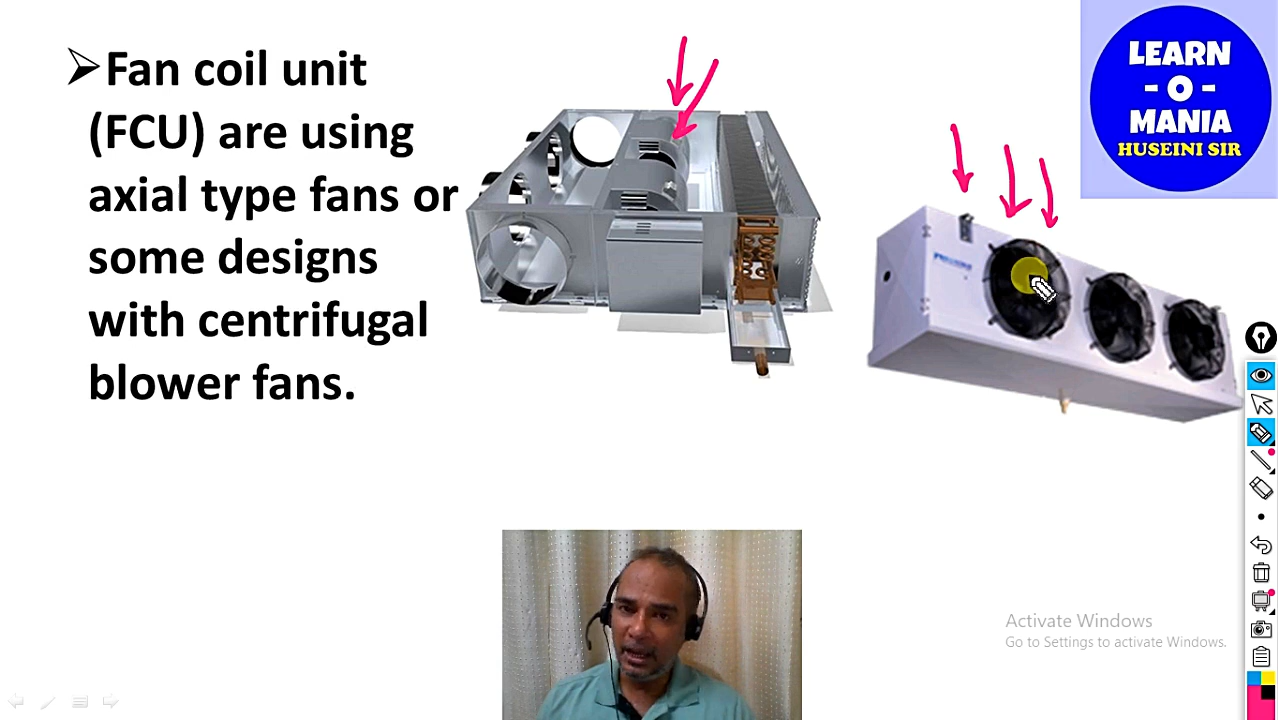 Fan coil unit
(FCU) are using
axial type fans or
some designs
with centrifugal
blower fans.
LEARN
- O -
MANIA
HUSEINI SIR
Activate Windows
Go to Settings to activate Windows.